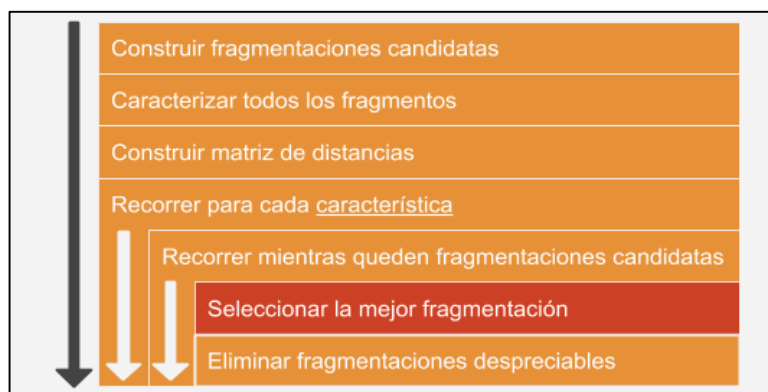 Construir fragmentaciones candidatas
Caracterizar todos los fragmentos
Construir matriz de distancias
Recorrer para cada característica
Recorrer mientras queden fragmentaciones candidatas
Seleccionar la mejor fragmentación
Eliminar fragmentaciones despreciables